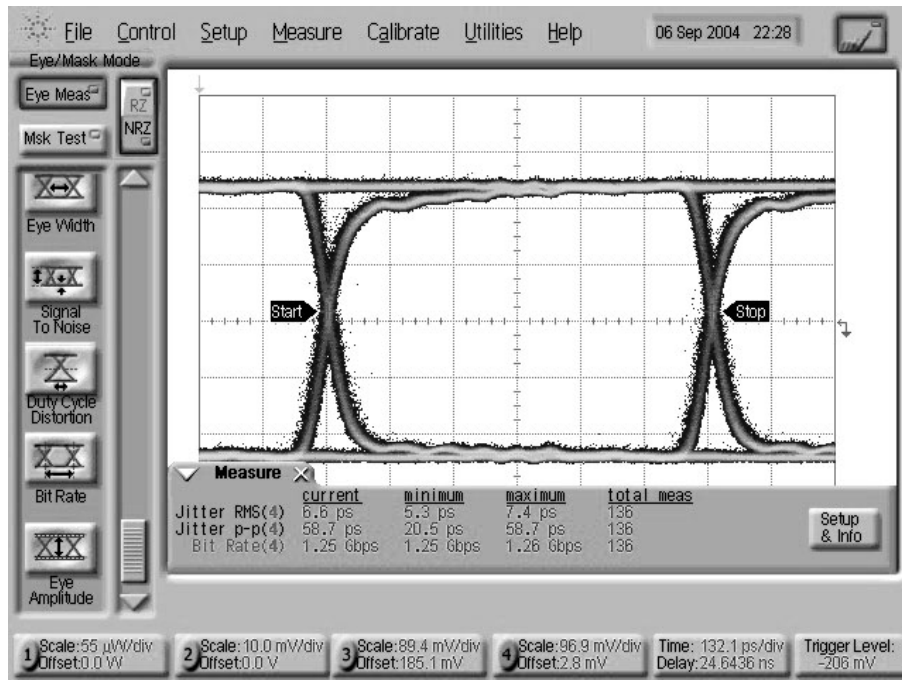 File Control Setup Measure Calibrate Utilities Help 06 Sep 2004 22:28
Eye/Mask Mode
Eye Meas
RZ
NRZ
Msk Test
Eye Width
Signal
To Noise
Duty Cycle
Distortion
Bit Rate
Eye
Amplitude
Start
Stop
Measure
current minimum maximum total meas
Jitter RMS(4) 6.6 ps 5.3 ps 7.4 ps 136
Jitter p-p(4) 58.7 ps 20.5 ps 58.7 ps 136
Bit Rate(4) 1.25 Gbps 1.25 Gbps 1.26 Gbps 136
Setup
& Info
1 Scale:55 µW/div
Offset:0.0 W
2 Scale:10.0 mV/div
Offset:0.0 V
3 Scale:89.4 mV/div
Offset:185.1 mV
4 Scale:96.9 mV/div
Offset:2.8 mV
Time: 132.1 ps/div
Delay:24.6436 ns
Trigger Level:
-206 mV